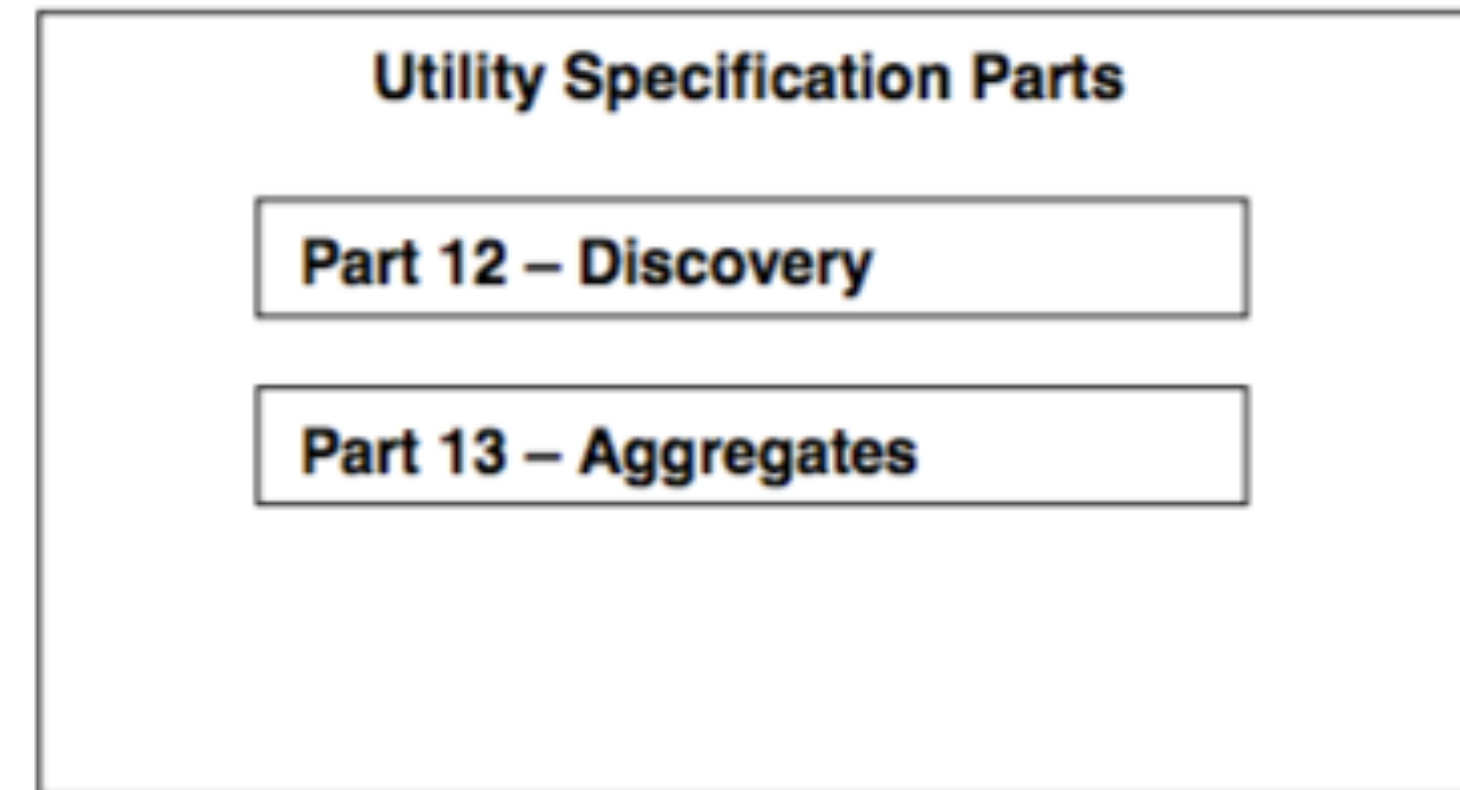 Utility Specification Parts
Part 12 – Discovery
Part 13 – Aggregates